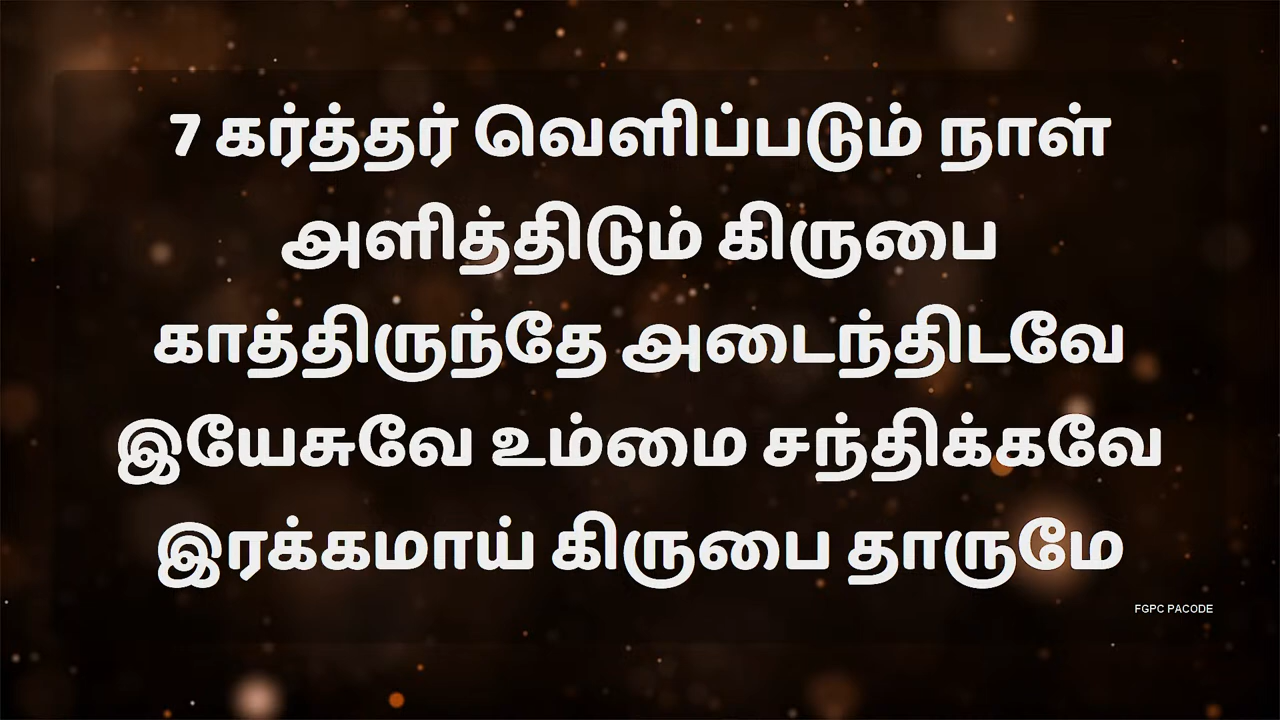 7 கர்த்தர் வெளிப்படும் நாள்
அளித்திடும் கிருபை
காத்திருந்தே அடைந்திடவே
இயேசுவே உம்மை சந்திக்கவே
இரக்கமாய் கிருபை தாருமே
FGPC PACODE